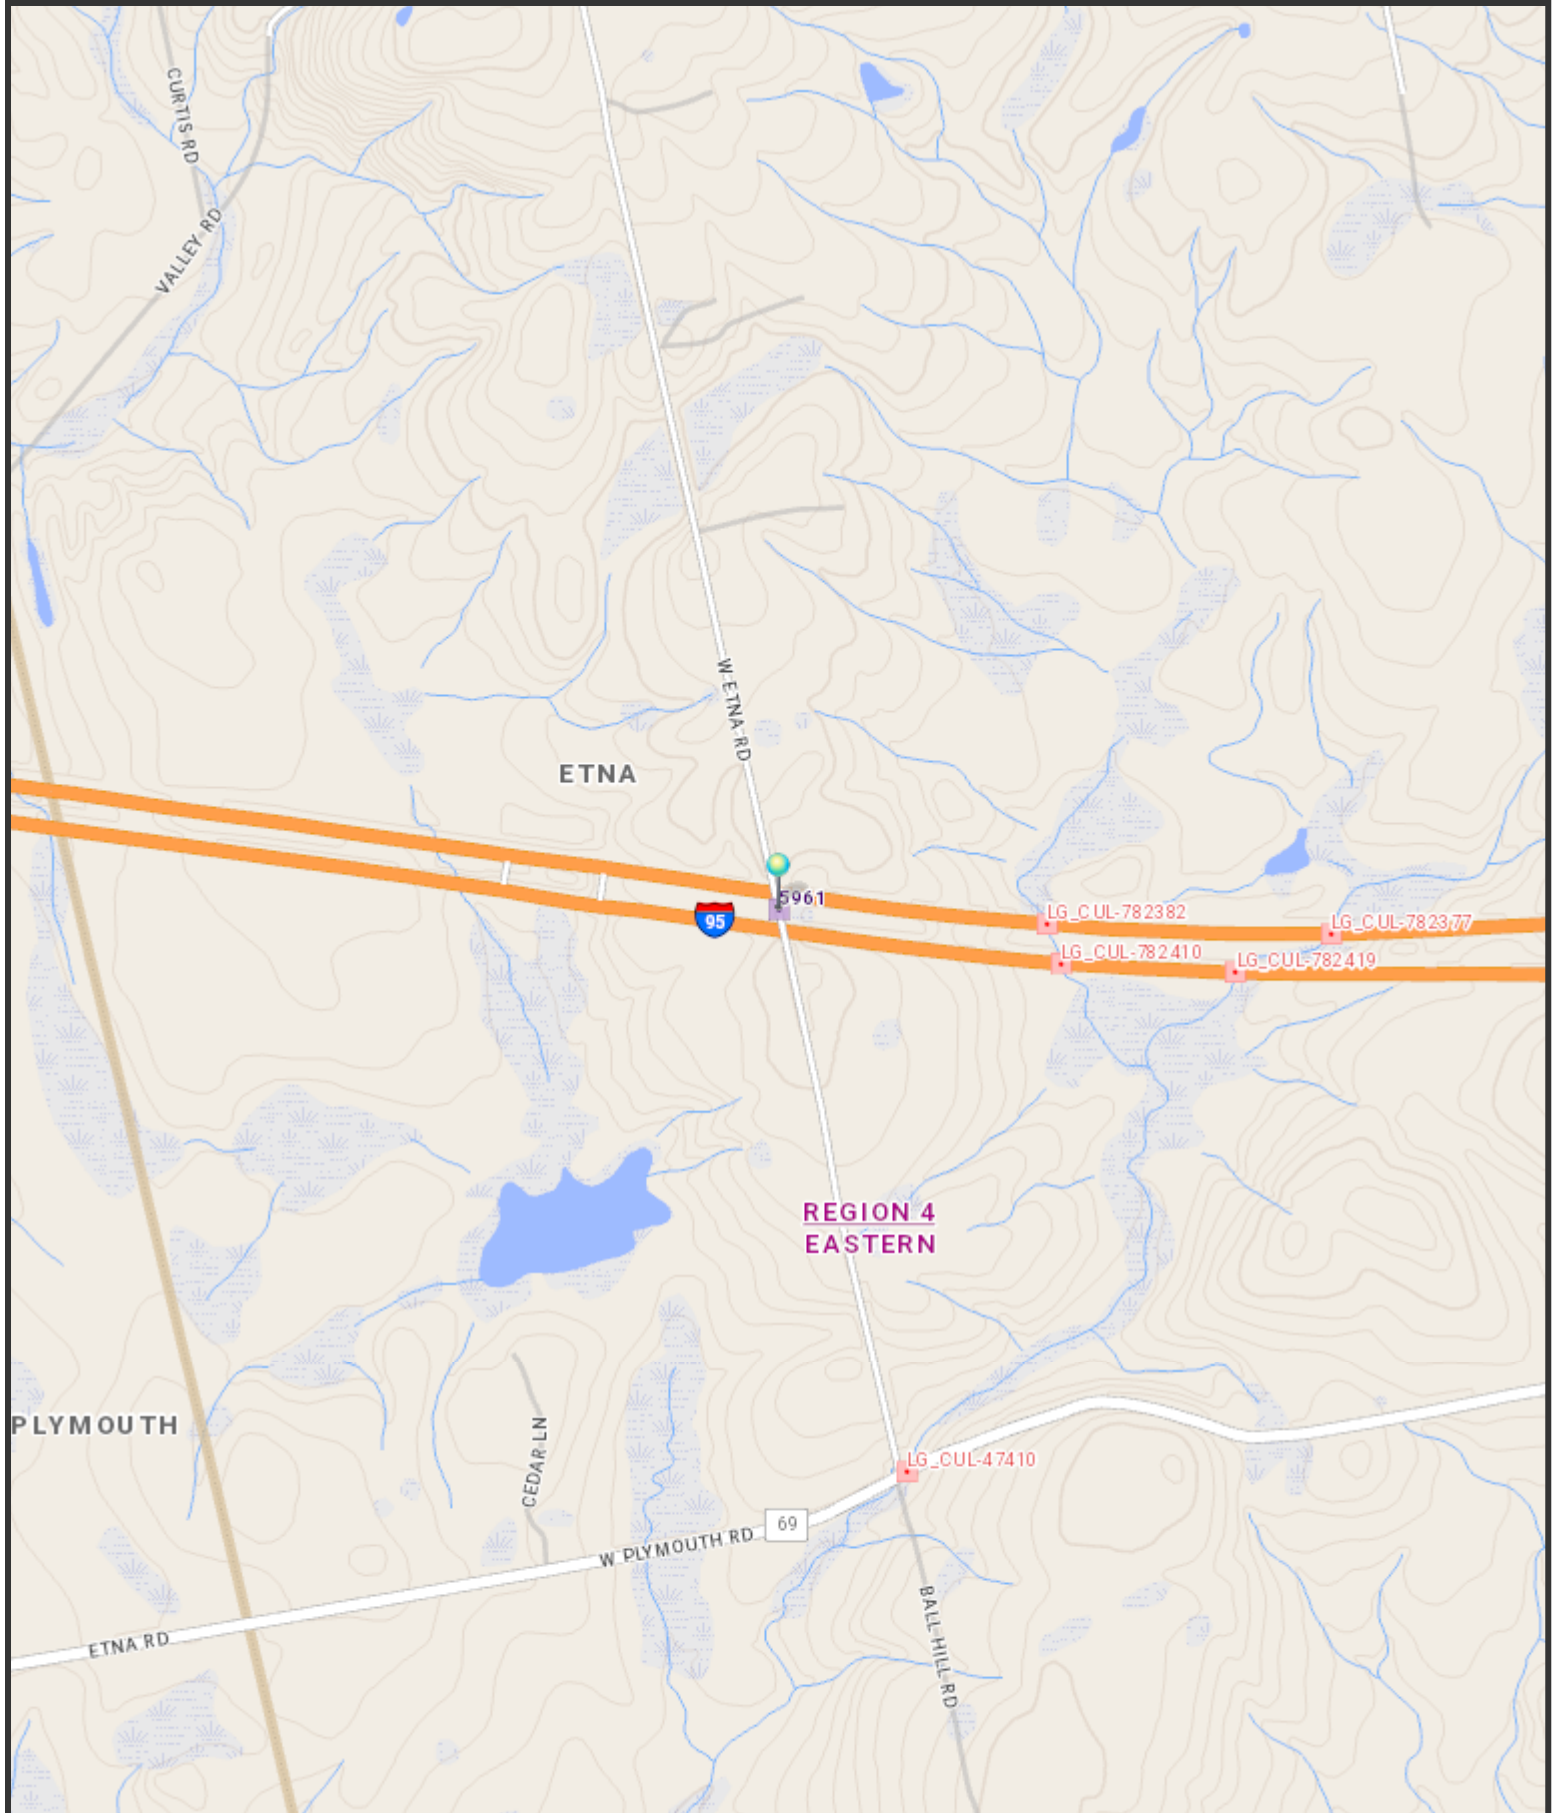 CURTIS RD
VALLEY RD
W ETNA RD
ETNA
5961
95
LG_CUL-782382
LG_CUL-782377
LG_CUL-782410
LG_CUL-782419
REGION 4
EASTERN
PLYMOUTH
CEDAR LN
LG_CUL-47410
69
W PLYMOUTH RD
BALL HILL RD
ETNA RD